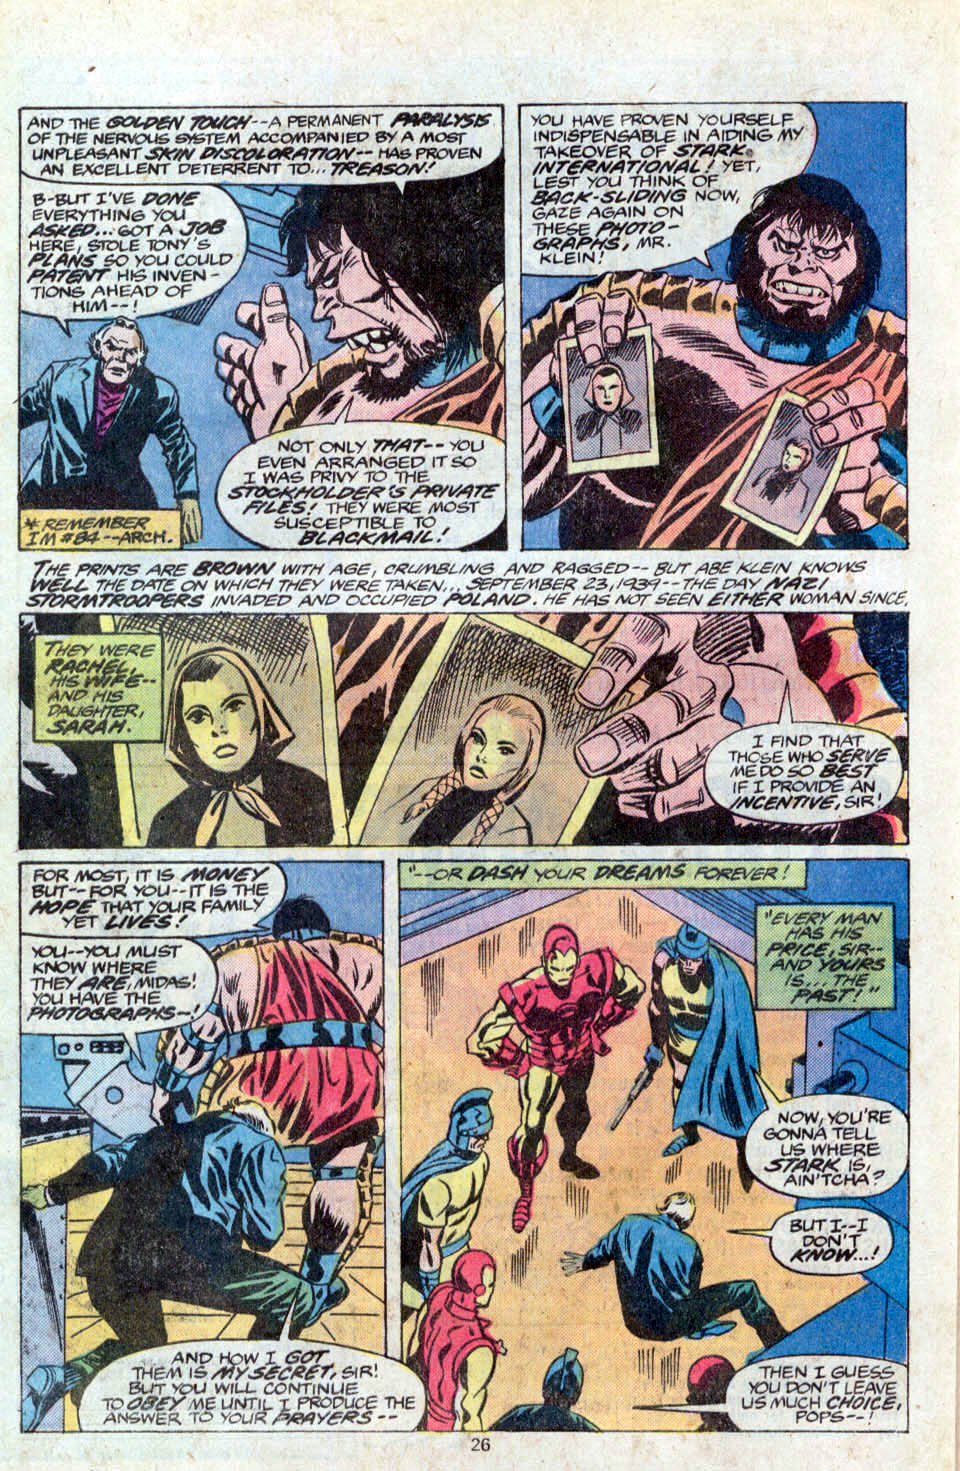 AND THE GOLDEN TOUCH--A PERMANENT PARALYSIS
OF THE NERVOUS SYSTEM ACCOMPANIED BY A MOST
UNPLEASANT SKIN DISCOLORATION--HAS PROVEN
AN EXCELLENT DETERRENT TO... TREASON!
B-BUT I'VE DONE
EVERYTHING YOU
ASKED...GOT A JOB
HERE, STOLE TONY'S
PLANS SO YOU COULD
PATENT HIS INVEN-
TIONS AHEAD OF
HIM--!
NOT ONLY THAT--YOU
EVEN ARRANGED IT SO
I WAS PRIVY TO THE
STOCKHOLDER'S PRIVATE
FILES! THEY WERE MOST
SUSCEPTIBLE TO
BLACKMAIL!
* REMEMBER
IM #84--ARCH.
YOU HAVE PROVEN YOURSELF
INDISPENSABLE IN AIDING MY
TAKEOVER OF STARK
INTERNATIONAL! YET,
LEST YOU THINK OF
BACK-SLIDING NOW,
GAZE AGAIN ON
THESE PHOTO-
GRAPHS, MR.
KLEIN!
THE PRINTS ARE BROWN WITH AGE, CRUMBLING AND RAGGED--BUT ABE KLEIN KNOWS
WELL THE DATE ON WHICH THEY WERE TAKEN... SEPTEMBER 23, 1939--THE DAY NAZI
STORMTROOPERS INVADED AND OCCUPIED POLAND. HE HAS NOT SEEN EITHER WOMAN SINCE.
THEY WERE
RACHEL,
HIS WIFE--
AND HIS
DAUGHTER,
SARAH.
I FIND THAT
THOSE WHO SERVE
ME DO SO BEST
IF I PROVIDE AN
INCENTIVE, SIR!
FOR MOST, IT IS MONEY
BUT--FOR YOU--IT IS THE
HOPE THAT YOUR FAMILY
YET LIVES!
YOU--YOU MUST
KNOW WHERE
THEY ARE, MIDAS!
YOU HAVE THE
PHOTOGRAPHS--!
AND HOW I GOT
THEM IS MY SECRET, SIR!
BUT YOU WILL CONTINUE
TO OBEY ME UNTIL I PRODUCE THE
ANSWER TO YOUR PRAYERS--
"--OR DASH YOUR DREAMS FOREVER!
"EVERY MAN
HAS HIS
PRICE, SIR--
AND YOURS
IS... THE
PAST!"
NOW, YOU'RE
GONNA TELL
US WHERE
STARK IS,
AIN'TCHA?
BUT I--I
DON'T
KNOW...!
THEN I GUESS
YOU DON'T LEAVE
US MUCH CHOICE,
POPS--!
26